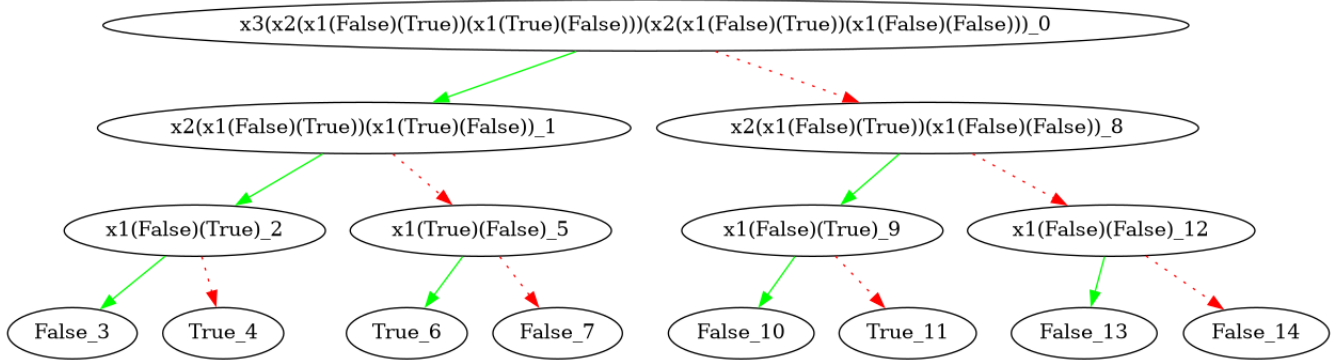 x3(x2(x1(False)(True))(x1(True)(False)))(x2(x1(False)(True))(x1(False)(False)))_0
x2(x1(False)(True))(x1(True)(False))_1
x2(x1(False)(True))(x1(False)(False))_8
x1(False)(True)_2
x1(True)(False)_5
x1(False)(True)_9
x1(False)(False)_12
False_3
True_4
True_6
False_7
False_10
True_11
False_13
False_14